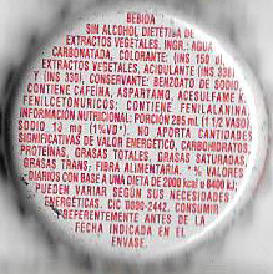 BEBIDA
SIN ALCOHOL DIETÉTICA DE
EXTRACTOS VEGETALES. INGR.: AGUA
CARBONATADA, COLORANTE: (INS 150 d),
EXTRACTOS VEGETALES, ACIDULANTE (INS 338)
Y (INS 330), CONSERVANTE: BENZOATO DE SODIO.
CONTIENE CAFEÍNA, ASPARTAMO, ACESULFAME K.
FENILCETONURICOS: CONTIENE FENILALANINA.
INFORMACIÓN NUTRICIONAL: PORCIÓN 285 ml (1 1/2 VASO).
SODIO 13 mg (1%VD*). NO APORTA CANTIDADES
SIGNIFICATIVAS DE VALOR ENERGÉTICO, CARBOHIDRATOS,
PROTEÍNAS, GRASAS TOTALES, GRASAS SATURADAS,
GRASAS TRANS, FIBRA ALIMENTARIA. * VALORES
DIARIOS CON BASE A UNA DIETA DE 2000 kcal o 8400 kJ;
PUEDEN VARIAR SEGÚN SUS NECESIDADES
ENERGÉTICAS. CIC 0800-2442. CONSUMIR
PREFERENTEMENTE ANTES DE LA
FECHA INDICADA EN EL
ENVASE.